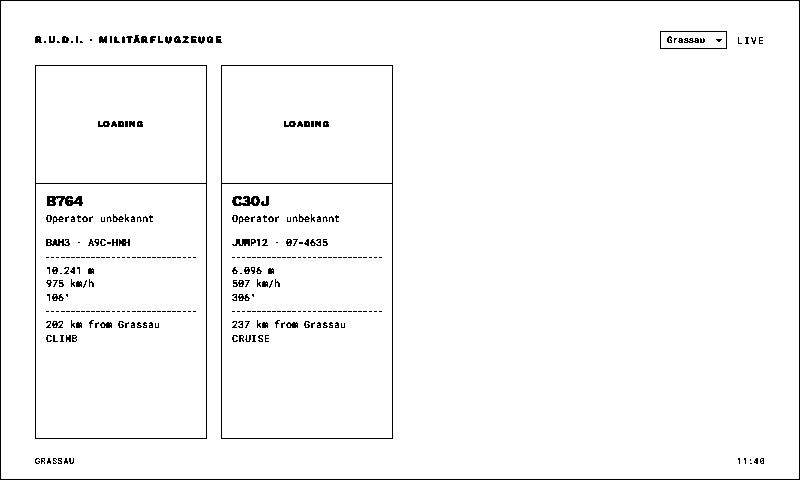 R.U.D.I. · MILITÄRFLUGZEUGE
Grassau
LIVE
LOADING
B764
Operator unbekannt
BAH3 · A9C-HMH
10.241 m
975 km/h
106°
202 km from Grassau
CLIMB
LOADING
C30J
Operator unbekannt
JUMP12 · 07-4635
6.096 m
507 km/h
306°
237 km from Grassau
CRUISE
GRASSAU
11:40